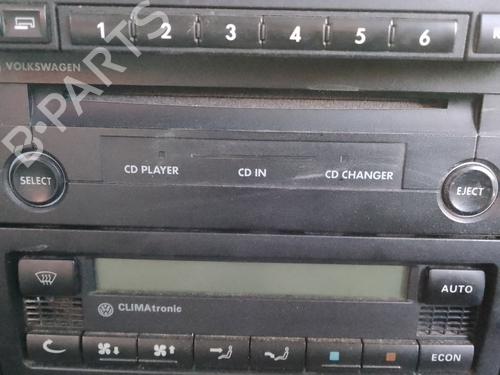 1 2 3 4 5 6
VOLKSWAGEN
SELECT
CD PLAYER CD IN CD CHANGER
EJECT
AUTO
CLIMAtronic
ECON
B-PARTS